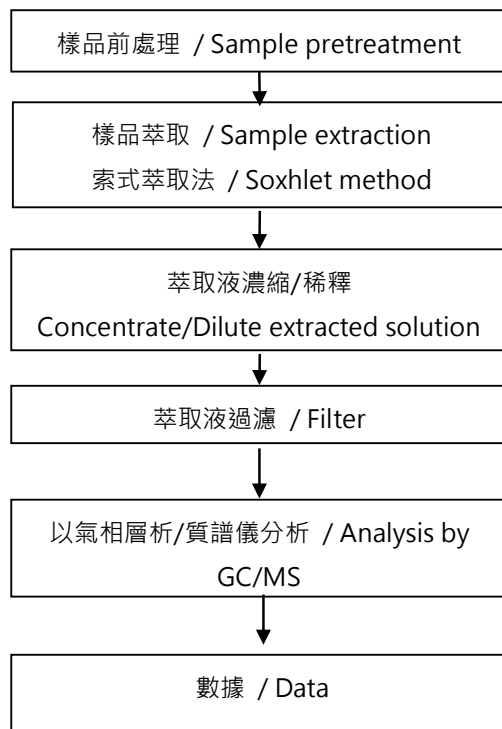 樣品前處理 / Sample pretreatment
樣品萃取 / Sample extraction
索式萃取法 / Soxhlet method
萃取液濃縮/稀釋
Concentrate/Dilute extracted solution
萃取液過濾 / Filter
以氣相層析/質譜儀分析 / Analysis by
GC/MS
數據 / Data